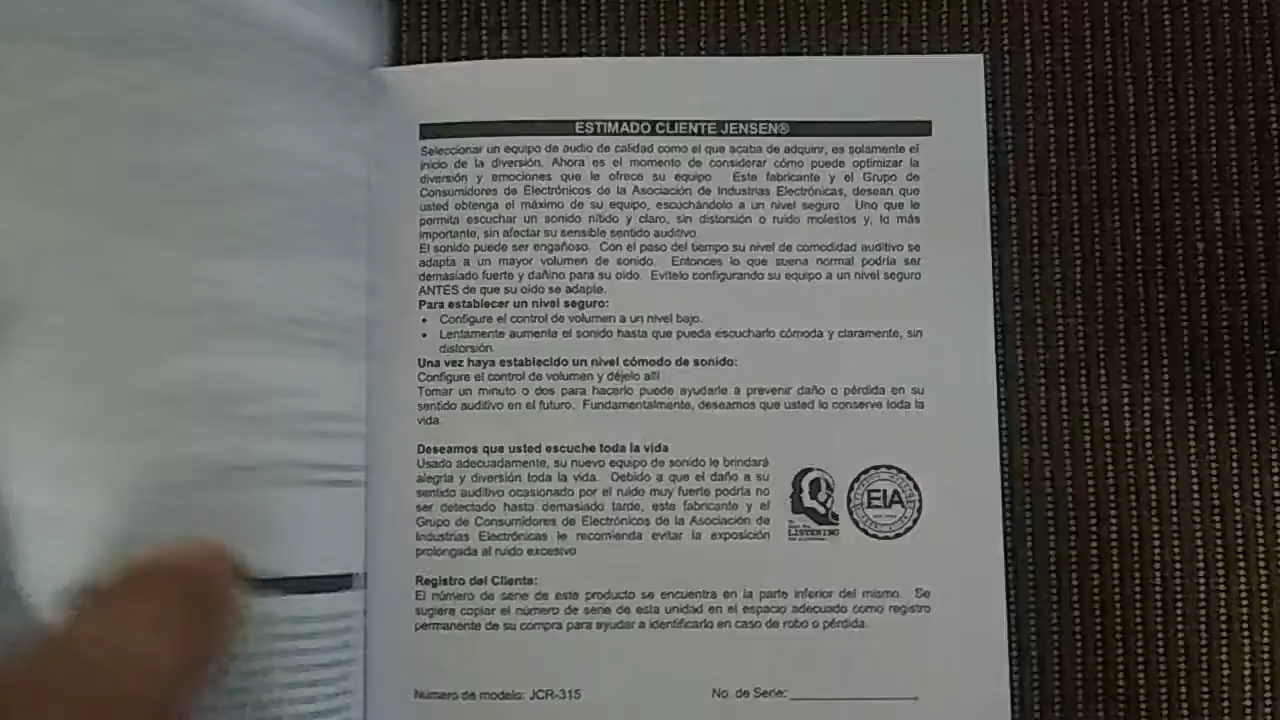 ESTIMADO CLIENTE JENSEN®
Seleccionar un equipo de audio de calidad como el que acaba de adquirir, es solamente el
inicio de la diversión. Ahora es el momento de considerar cómo puede optimizar la
diversión y emociones que le ofrece su equipo Este fabricante y el Grupo de
Consumidores de Electrónicos de la Asociación de Industrias Electrónicas, desean que
usted obtenga el máximo de su equipo, escuchándolo a un nivel seguro Uno que le
permita escuchar un sonido nítido y claro, sin distorsión o ruido molestos y, lo más
importante, sin afectar su sensible sentido auditivo
El sonido puede ser engañoso. Con el paso del tiempo su nivel de comodidad auditivo se
adapta a un mayor volumen de sonido. Entonces lo que suena normal podría ser
demasiado fuerte y dañino para su oído. Evítelo configurando su equipo a un nivel seguro
ANTES de que su oído se adapte.
Para establecer un nivel seguro:
• Configure el control de volumen a un nivel bajo.
• Lentamente aumente el sonido hasta que pueda escucharlo cómoda y claramente, sin
distorsión.
Una vez haya establecido un nivel cómodo de sonido:
Configure el control de volumen y déjelo allí
Tomar un minuto o dos para hacerlo puede ayudarle a prevenir daño o pérdida en su
sentido auditivo en el futuro. Fundamentalmente, deseamos que usted lo conserve toda la
vida
Deseamos que usted escuche toda la vida
Usado adecuadamente, su nuevo equipo de sonido le brindará
alegría y diversión toda la vida. Debido a que el daño a su
sentido auditivo ocasionado por el ruido muy fuerte podría no
ser detectado hasta demasiado tarde, este fabricante y el
Grupo de Consumidores de Electrónicos de la Asociación de
Industrias Electrónicas le recomienda evitar la exposición
prolongada al ruido excesivo
LISTENING
EIA
Registro del Cliente:
El número de serie de este producto se encuentra en la parte inferior del mismo. Se
sugiere copiar el número de serie de esta unidad en el espacio adecuado como registro
permanente de su compra para ayudar a identificarlo en caso de robo o pérdida.
Número de modelo: JCR-315 No. de Serie: ____________________